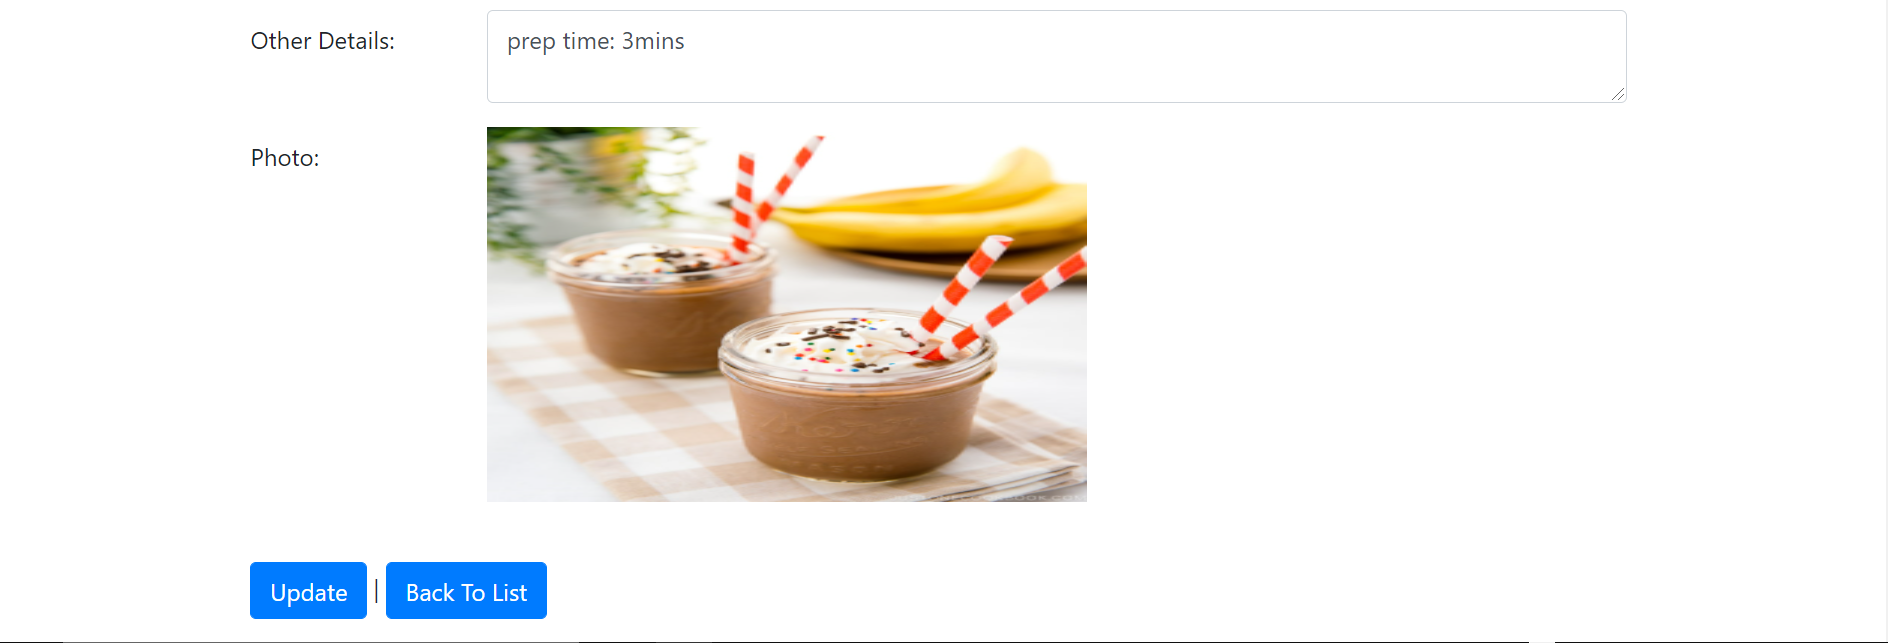 Other Details:
prep time: 3mins
Photo:
Update | Back To List